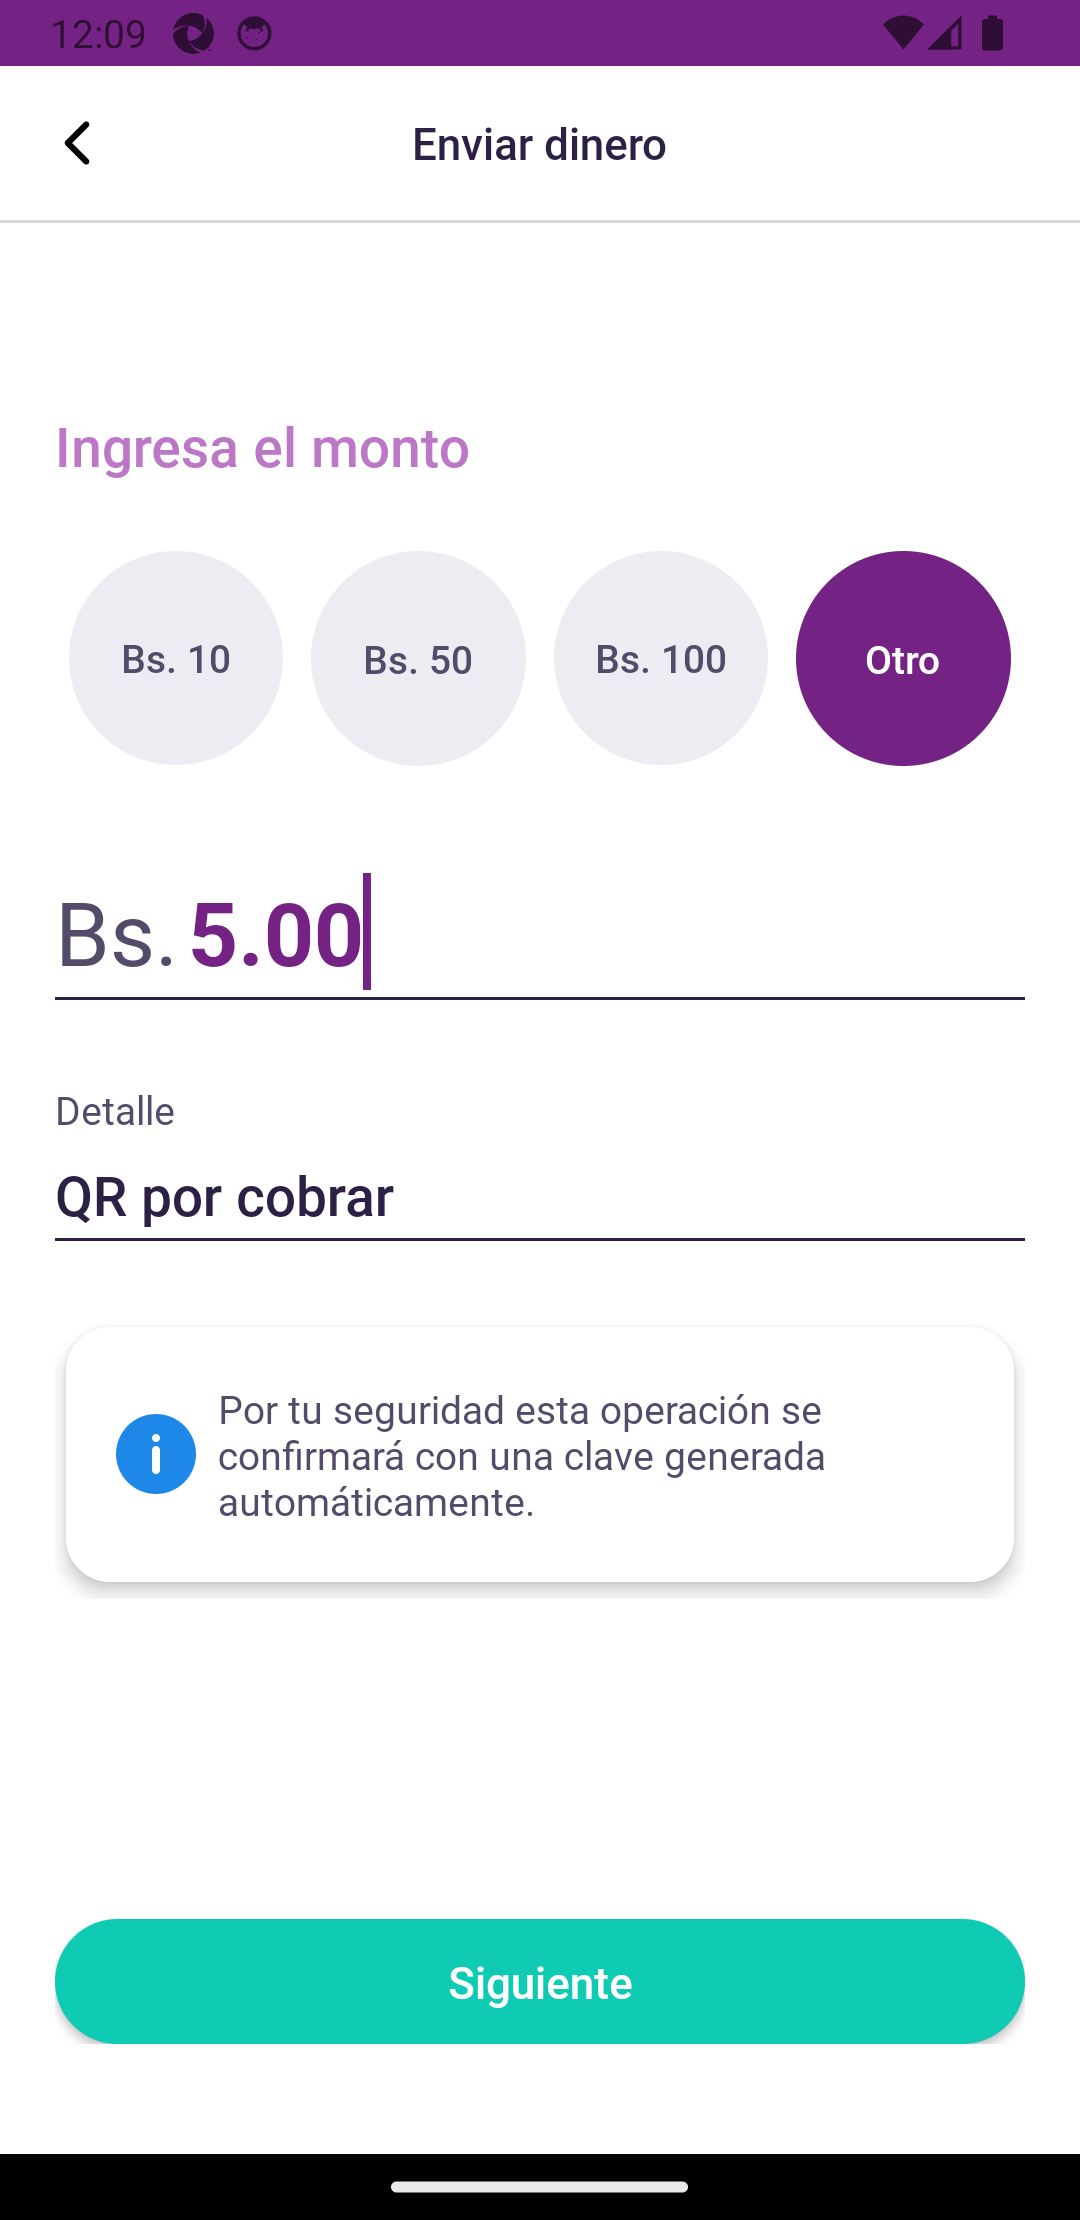 12:09
Enviar dinero
Ingresa el monto
Bs. 10
Bs. 50
Bs. 100
Otro
Bs. 5.00
Detalle
QR por cobrar
Por tu seguridad esta operación se
confirmará con una clave generada
automáticamente.
Siguiente